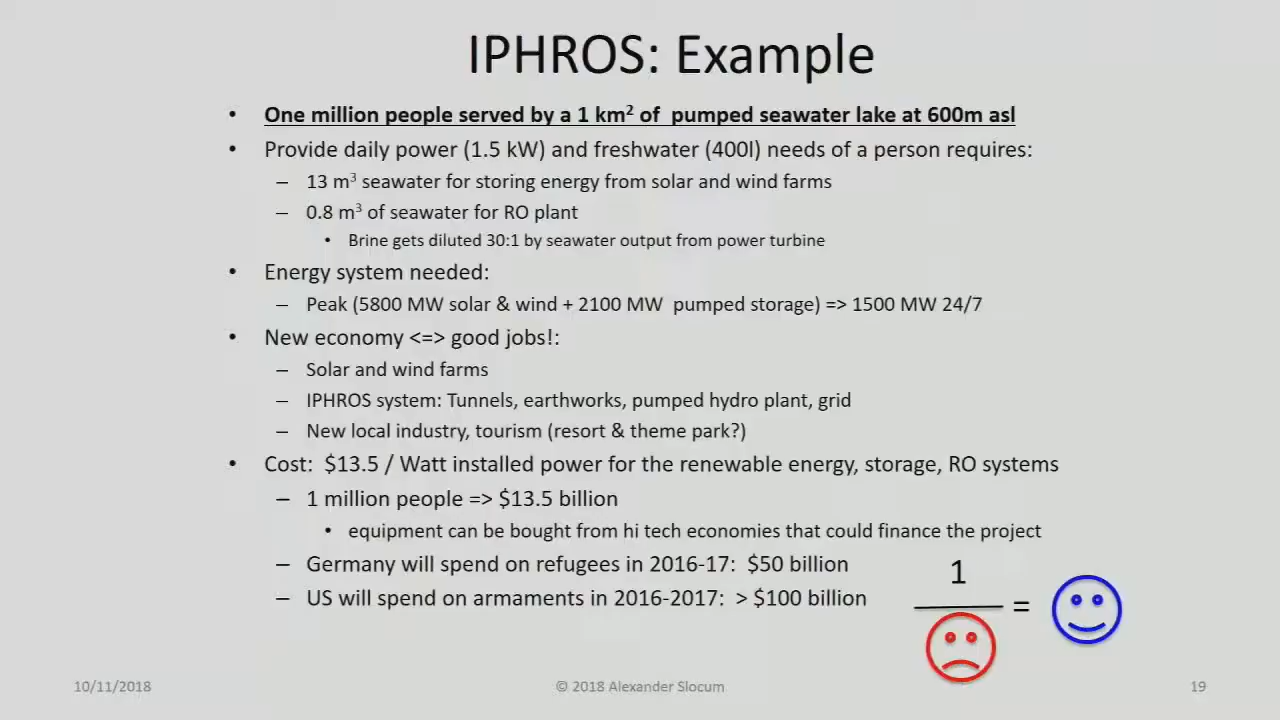 IPHROS: Example
• One million people served by a 1 km² of pumped seawater lake at 600m asl
• Provide daily power (1.5 kW) and freshwater (400l) needs of a person requires:
– 13 m³ seawater for storing energy from solar and wind farms
– 0.8 m³ of seawater for RO plant
• Brine gets diluted 30:1 by seawater output from power turbine
• Energy system needed:
– Peak (5800 MW solar & wind + 2100 MW pumped storage) => 1500 MW 24/7
• New economy <=> good jobs!:
– Solar and wind farms
– IPHROS system: Tunnels, earthworks, pumped hydro plant, grid
– New local industry, tourism (resort & theme park?)
• Cost: $13.5 / Watt installed power for the renewable energy, storage, RO systems
– 1 million people => $13.5 billion
• equipment can be bought from hi tech economies that could finance the project
– Germany will spend on refugees in 2016-17: $50 billion
– US will spend on armaments in 2016-2017: > $100 billion
1
=
10/11/2018
© 2018 Alexander Slocum
19